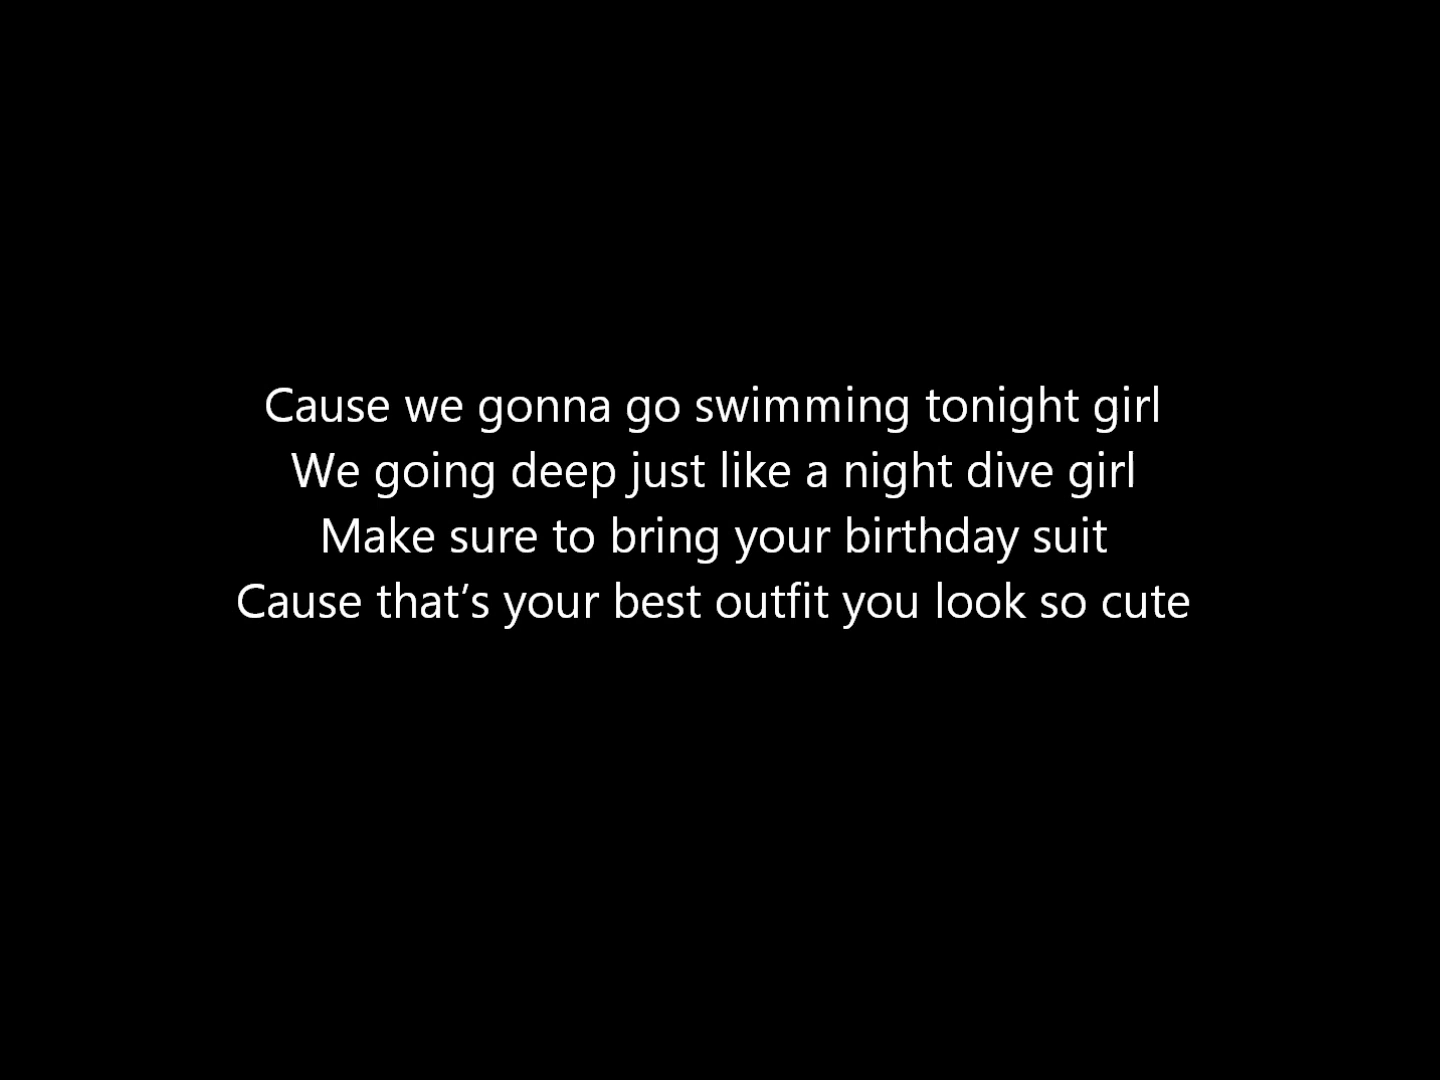 Cause we gonna go swimming tonight girl
We going deep just like a night dive girl
Make sure to bring your birthday suit
Cause that’s your best outfit you look so cute